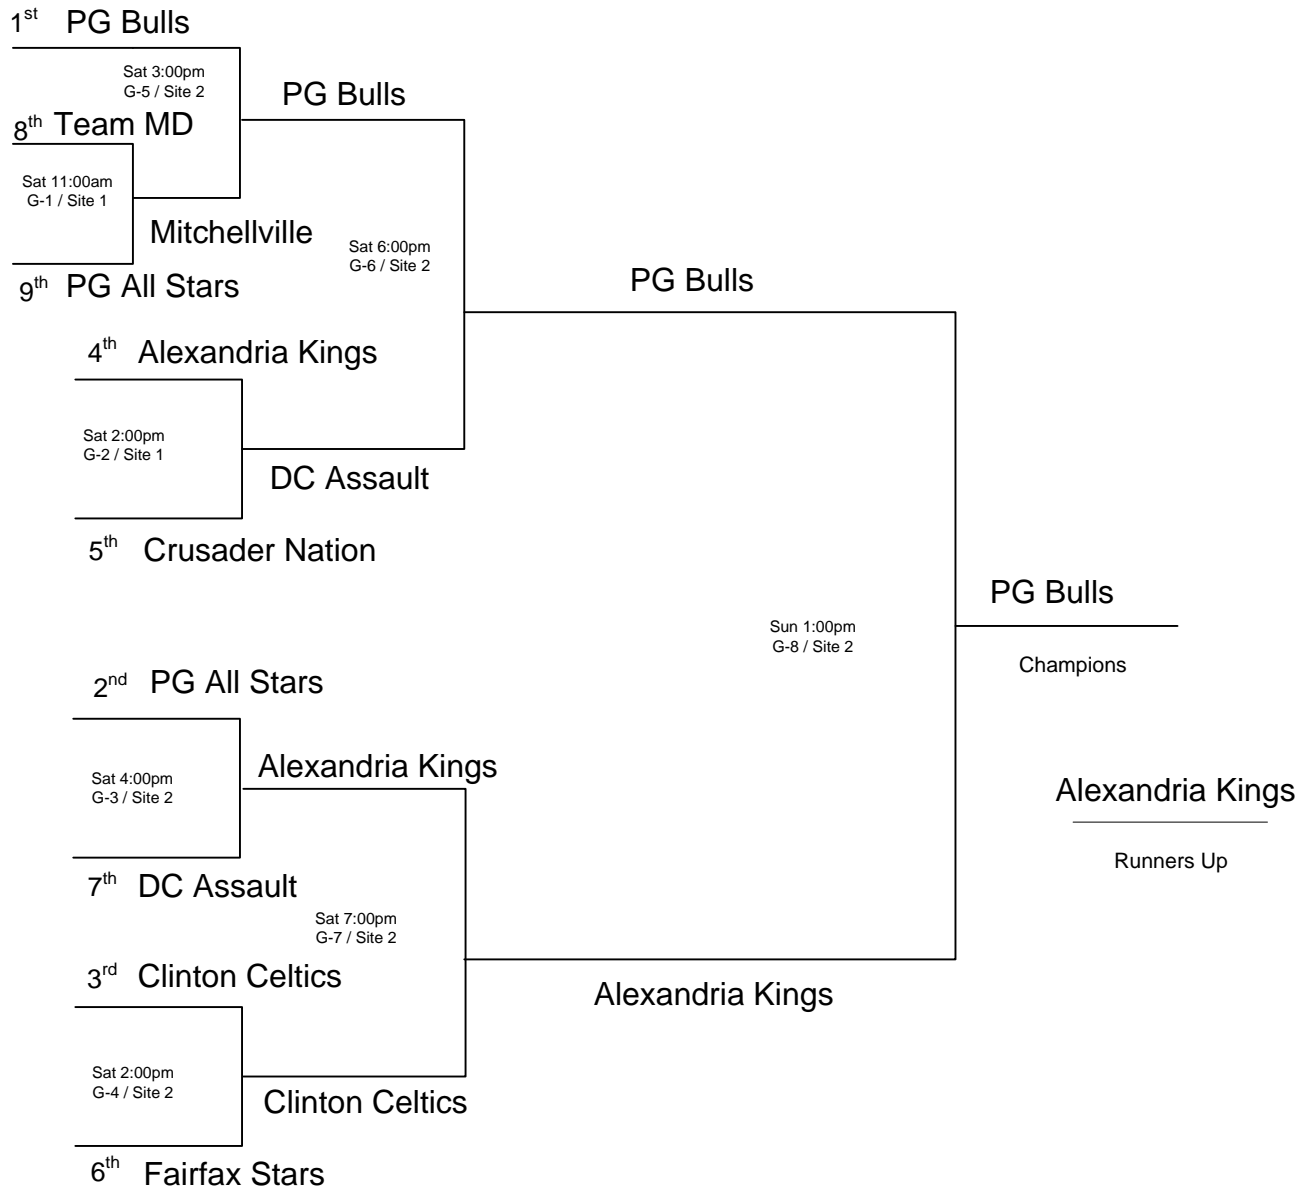 1st PG Bulls
Sat 3:00pm
G-5 / Site 2
PG Bulls
8th Team MD
Sat 11:00am
G-1 / Site 1
Mitchellville
9th PG All Stars
Sat 6:00pm
G-6 / Site 2
PG Bulls
4th Alexandria Kings
Sat 2:00pm
G-2 / Site 1
DC Assault
5th Crusader Nation
Sun 1:00pm
G-8 / Site 2
PG Bulls
Champions
2nd PG All Stars
Sat 4:00pm
G-3 / Site 2
Alexandria Kings
7th DC Assault
Sat 7:00pm
G-7 / Site 2
Alexandria Kings
Runners Up
3rd Clinton Celtics
Alexandria Kings
Sat 2:00pm
G-4 / Site 2
Clinton Celtics
6th Fairfax Stars